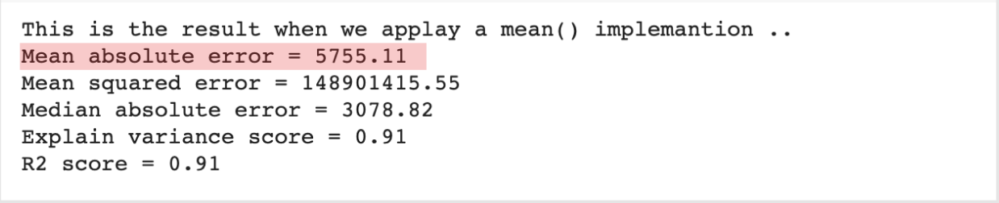 This is the result when we applay a mean() implemantion ..
Mean absolute error = 5755.11
Mean squared error = 148901415.55
Median absolute error = 3078.82
Explain variance score = 0.91
R2 score = 0.91